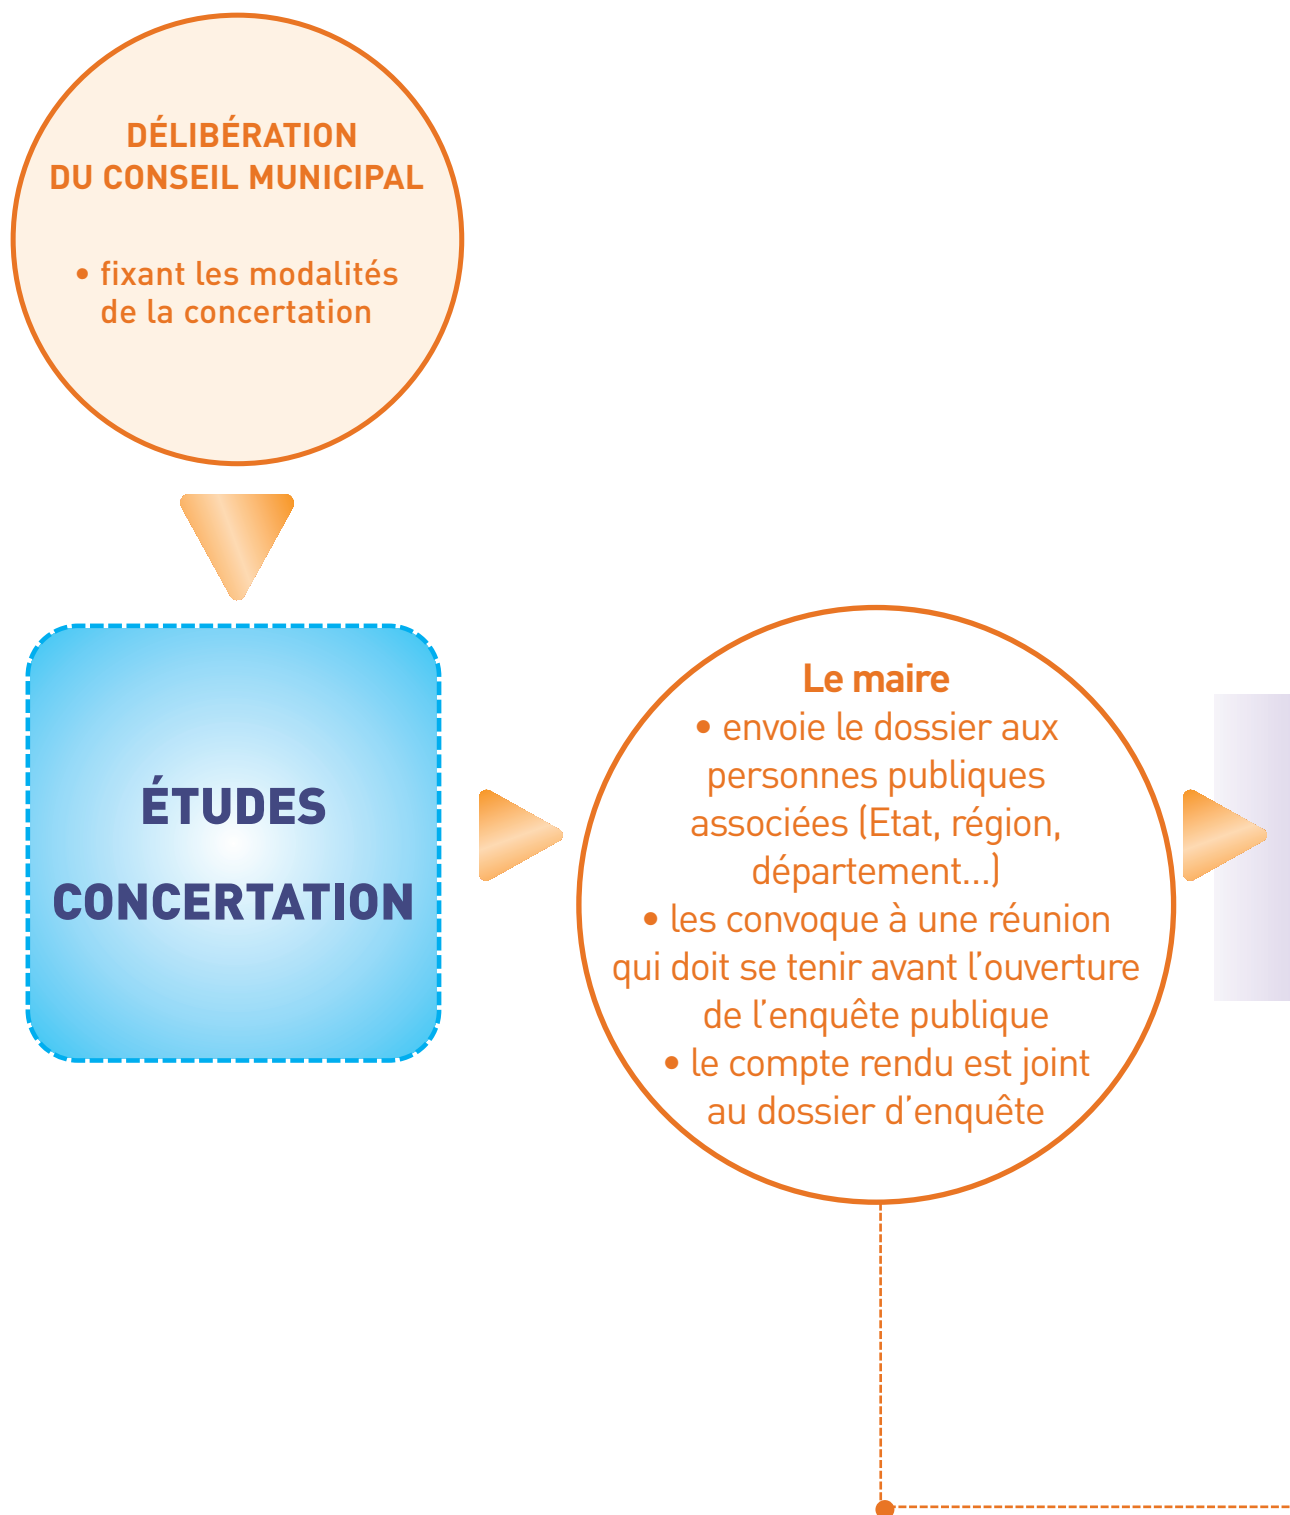 DÉLIBÉRATION
DU CONSEIL MUNICIPAL
• fixant les modalités
de la concertation
ÉTUDES
CONCERTATION
Le maire
• envoie le dossier aux
personnes publiques
associées (Etat, région,
département...)
• les convoque à une réunion
qui doit se tenir avant l'ouverture
de l'enquête publique
• le compte rendu est joint
au dossier d'enquête